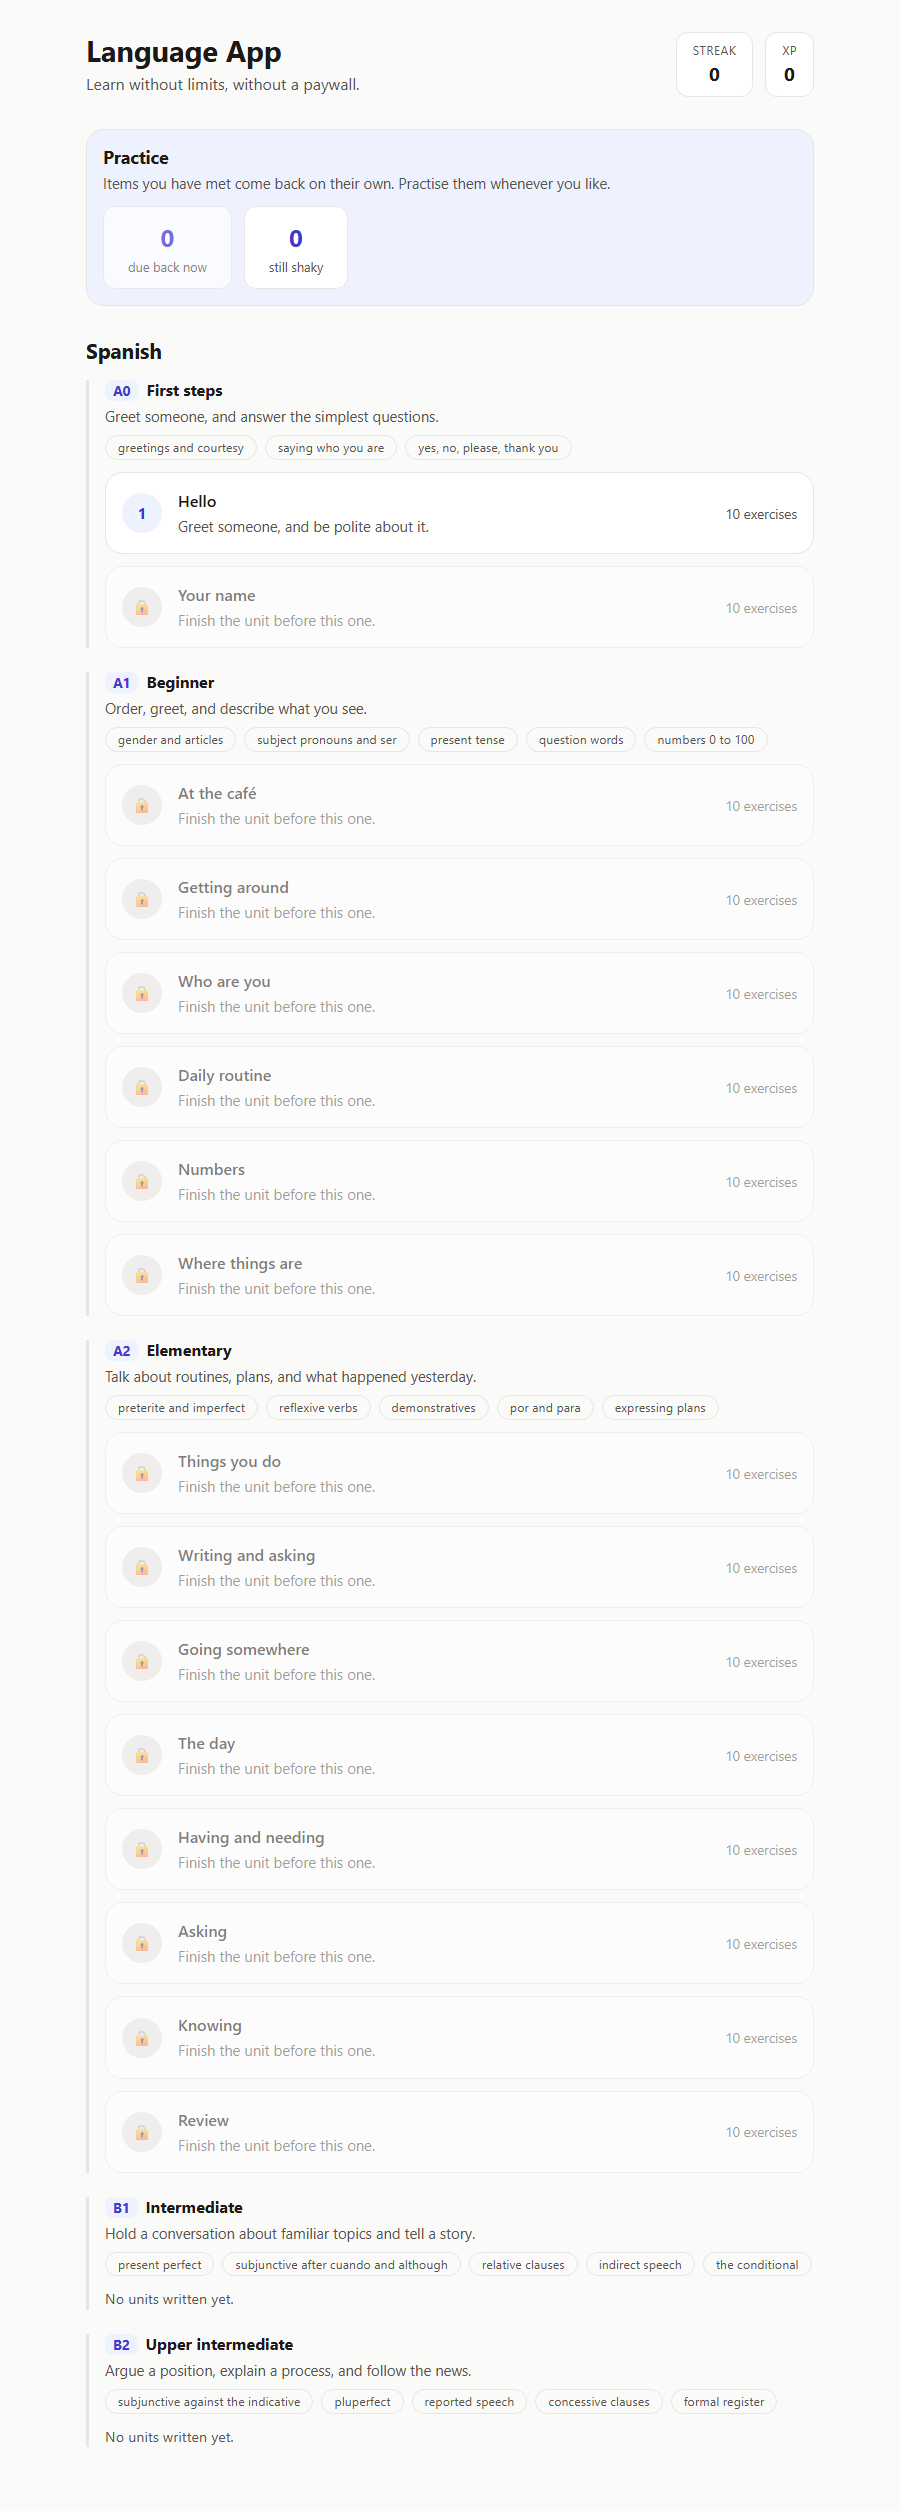 Language App
Learn without limits, without a paywall.
STREAK
0
XP
0
Practice
Items you have met come back on their own. Practise them whenever you like.
0
due back now
0
still shaky
Spanish
A0 First steps
Greet someone, and answer the simplest questions.
greetings and courtesy saying who you are yes, no, please, thank you
1
Hello
Greet someone, and be polite about it.
10 exercises
Your name
Finish the unit before this one.
10 exercises
A1 Beginner
Order, greet, and describe what you see.
gender and articles subject pronouns and ser present tense question words numbers 0 to 100
At the café
Finish the unit before this one.
10 exercises
Getting around
Finish the unit before this one.
10 exercises
Who are you
Finish the unit before this one.
10 exercises
Daily routine
Finish the unit before this one.
10 exercises
Numbers
Finish the unit before this one.
10 exercises
Where things are
Finish the unit before this one.
10 exercises
A2 Elementary
Talk about routines, plans, and what happened yesterday.
preterite and imperfect reflexive verbs demonstratives por and para expressing plans
Things you do
Finish the unit before this one.
10 exercises
Writing and asking
Finish the unit before this one.
10 exercises
Going somewhere
Finish the unit before this one.
10 exercises
The day
Finish the unit before this one.
10 exercises
Having and needing
Finish the unit before this one.
10 exercises
Asking
Finish the unit before this one.
10 exercises
Knowing
Finish the unit before this one.
10 exercises
Review
Finish the unit before this one.
10 exercises
B1 Intermediate
Hold a conversation about familiar topics and tell a story.
present perfect subjunctive after cuando and although relative clauses indirect speech the conditional
No units written yet.
B2 Upper intermediate
Argue a position, explain a process, and follow the news.
subjunctive against the indicative pluperfect reported speech concessive clauses formal register
No units written yet.